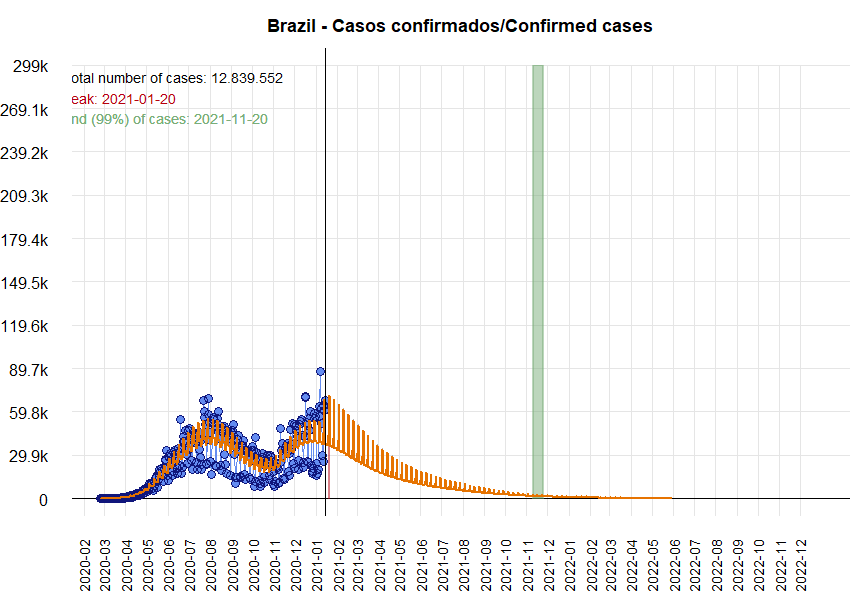 Brazil - Casos confirmados/Confirmed cases
299k
otal number of cases: 12.839.552
eak: 2021-01-20
269.1k
nd (99%) of cases: 2021-11-20
239.2k
209.3k
179.4k
149.5k
119.6k
89.7k
59.8k
29.9k
0
2020-02
2020-03
2020-04
2020-05
2020-06
2020-07
2020-08
2020-09
2020-10
2020-11
2020-12
2021-01
2021-02
2021-03
2021-04
2021-05
2021-06
2021-07
2021-08
2021-09
2021-10
2021-11
2021-12
2022-01
2022-02
2022-03
2022-04
2022-05
2022-06
2022-07
2022-08
2022-09
2022-10
2022-11
2022-12